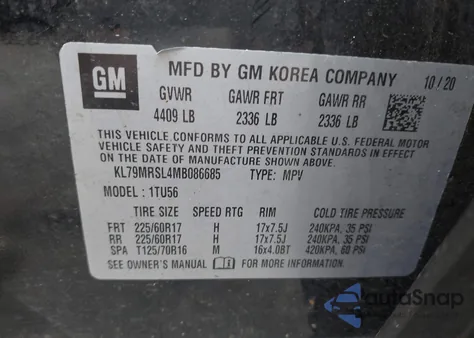 GM
MFD BY GM KOREA COMPANY 10/20
GVWR GAWR FRT GAWR RR
4409 LB 2336 LB 2336 LB
THIS VEHICLE CONFORMS TO ALL APPLICABLE U.S. FEDERAL MOTOR
VEHICLE SAFETY AND THEFT PREVENTION STANDARDS IN EFFECT ON
THE DATE OF MANUFACTURE SHOWN ABOVE.
KL79MRSL4MB086685 TYPE: MPV
MODEL: 1TU56
TIRE SIZE SPEED RTG RIM COLD TIRE PRESSURE
FRT 225/60R17 H 17x7.5J 240KPA, 35 PSI
RR 225/60R17 H 17x7.5J 240KPA, 35 PSI
SPA T125/70R16 M 16x4.0BT 420KPA, 60 PSI
SEE OWNER'S MANUAL FOR MORE INFORMATION.
AutoSnap